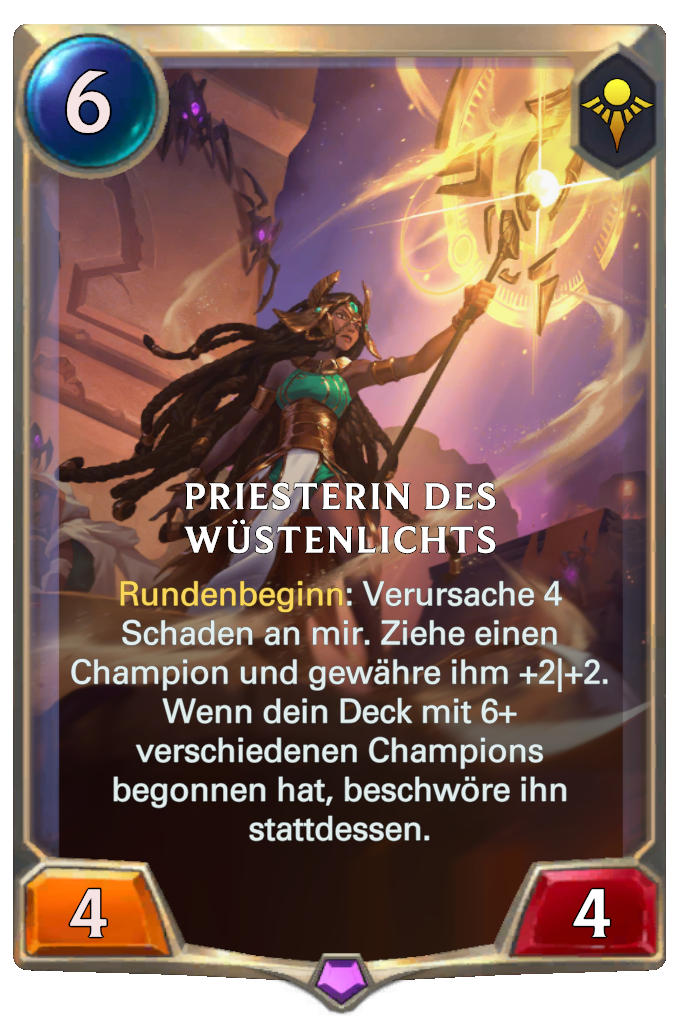 6
PRIESTERIN DES
WÜSTENLICHTS
Rundenbeginn: Verursache 4
Schaden an mir. Ziehe einen
Champion und gewähre ihm +2|+2.
Wenn dein Deck mit 6+
verschiedenen Champions
begonnen hat, beschwöre ihn
stattdessen.
4
4